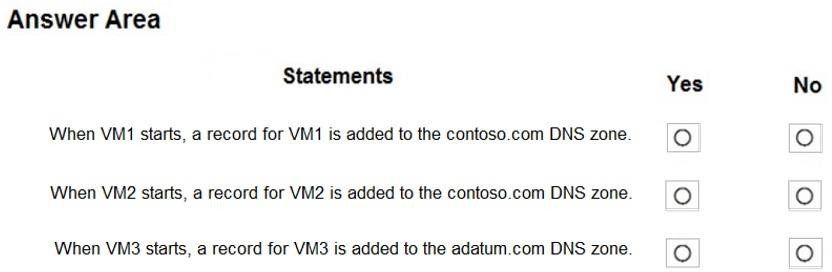 Answer Area
Statements Yes No
When VM1 starts, a record for VM1 is added to the contoso.com DNS zone.
When VM2 starts, a record for VM2 is added to the contoso.com DNS zone.
When VM3 starts, a record for VM3 is added to the adatum.com DNS zone.